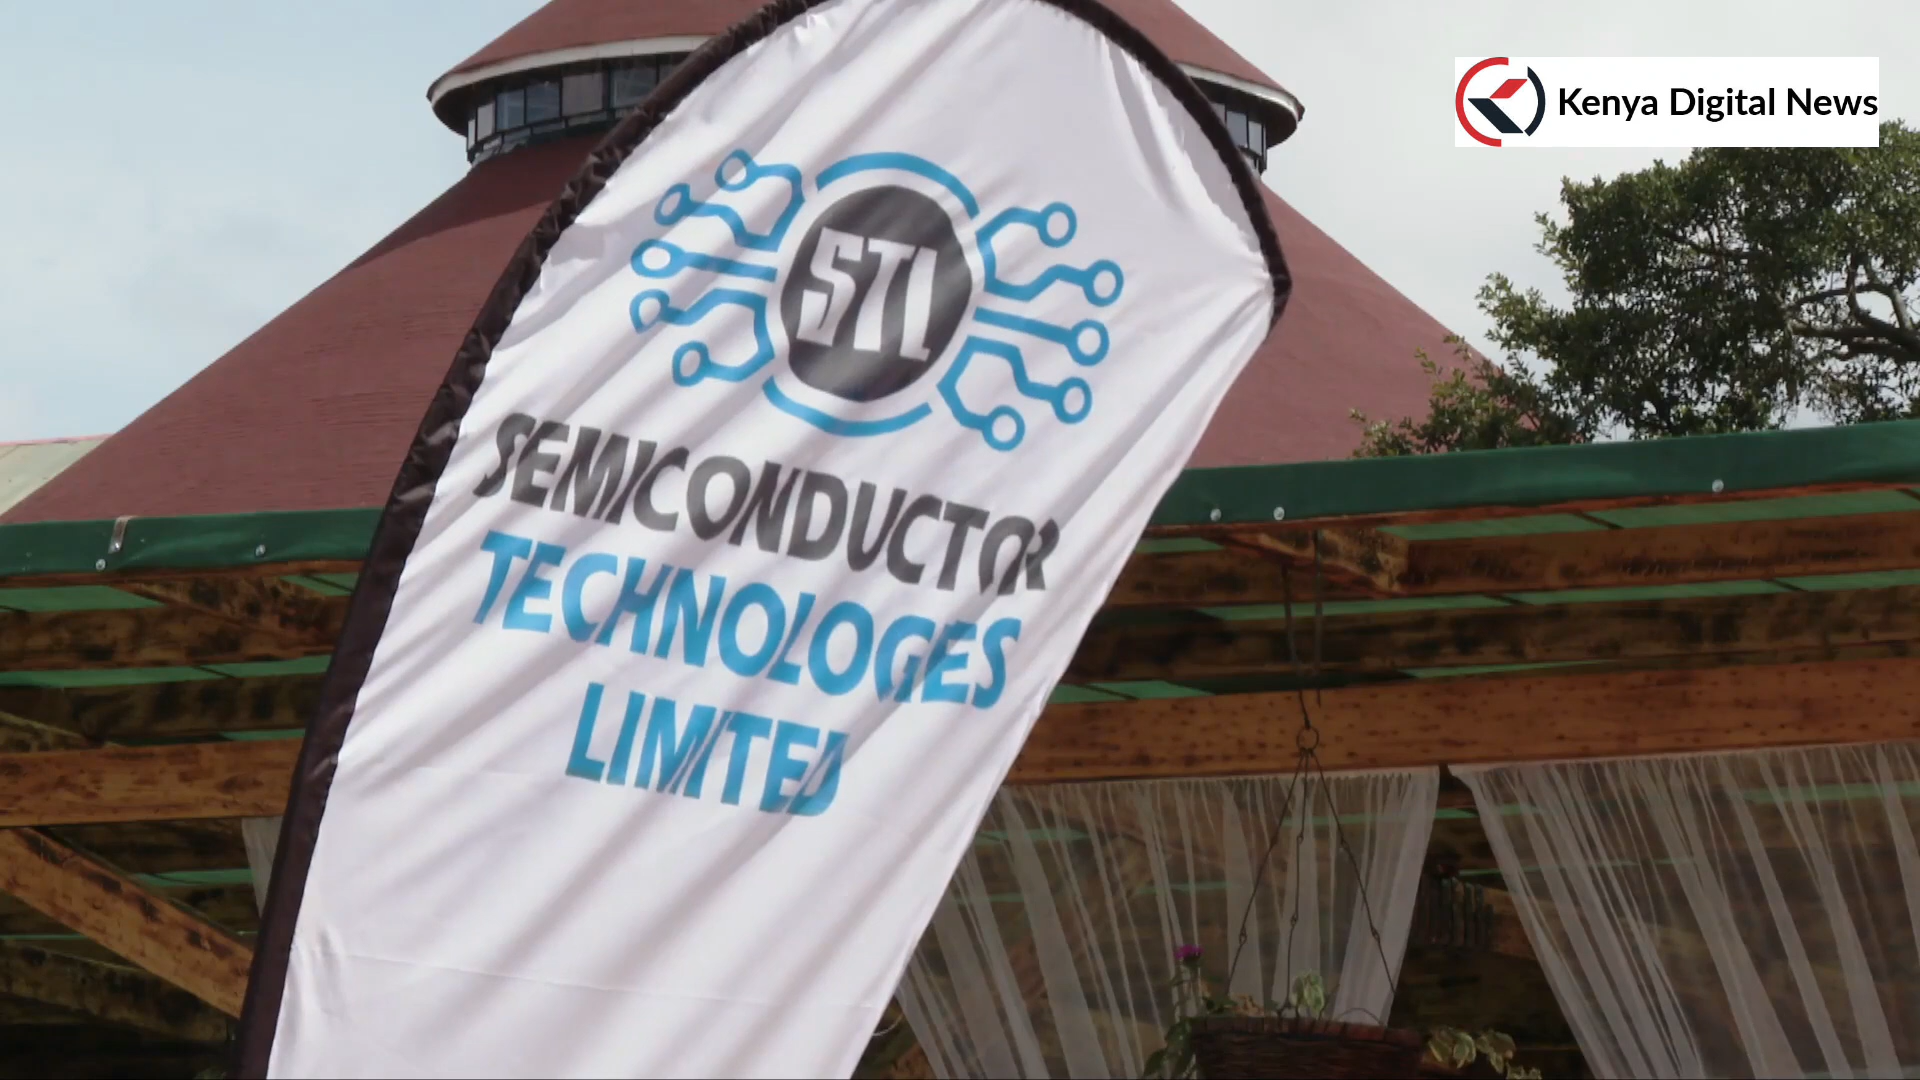 Kenya Digital News
STL
SEMICONDUCTOR
TECHNOLOGES
LIMITED